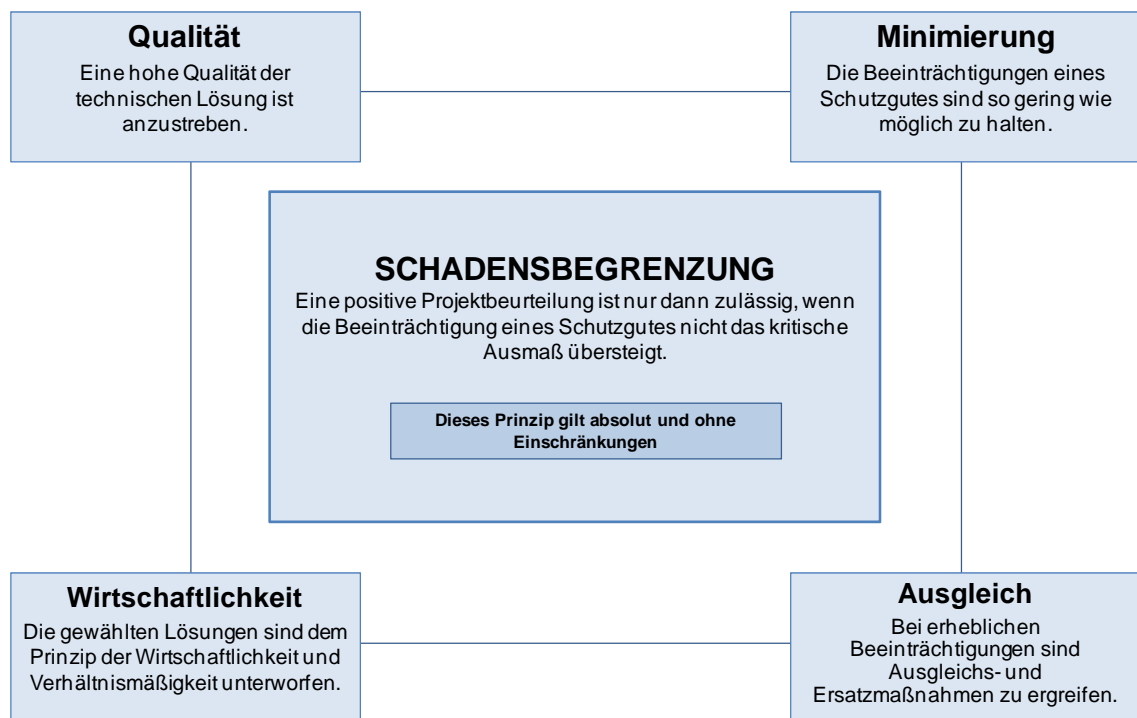 Qualität
Eine hohe Qualität der
technischen Lösung ist
anzustreben.
Minimierung
Die Beeinträchtigungen eines
Schutzgutes sind so gering wie
möglich zu halten.
SCHADENSBEGRENZUNG
Eine positive Projektbeurteilung ist nur dann zulässig, wenn
die Beeinträchtigung eines Schutzgutes nicht das kritische
Ausmaß übersteigt.
Dieses Prinzip gilt absolut und ohne
Einschränkungen
Wirtschaftlichkeit
Die gewählten Lösungen sind dem
Prinzip der Wirtschaftlichkeit und
Verhältnismäßigkeit unterworfen.
Ausgleich
Bei erheblichen
Beeinträchtigungen sind
Ausgleichs- und
Ersatzmaßnahmen zu ergreifen.